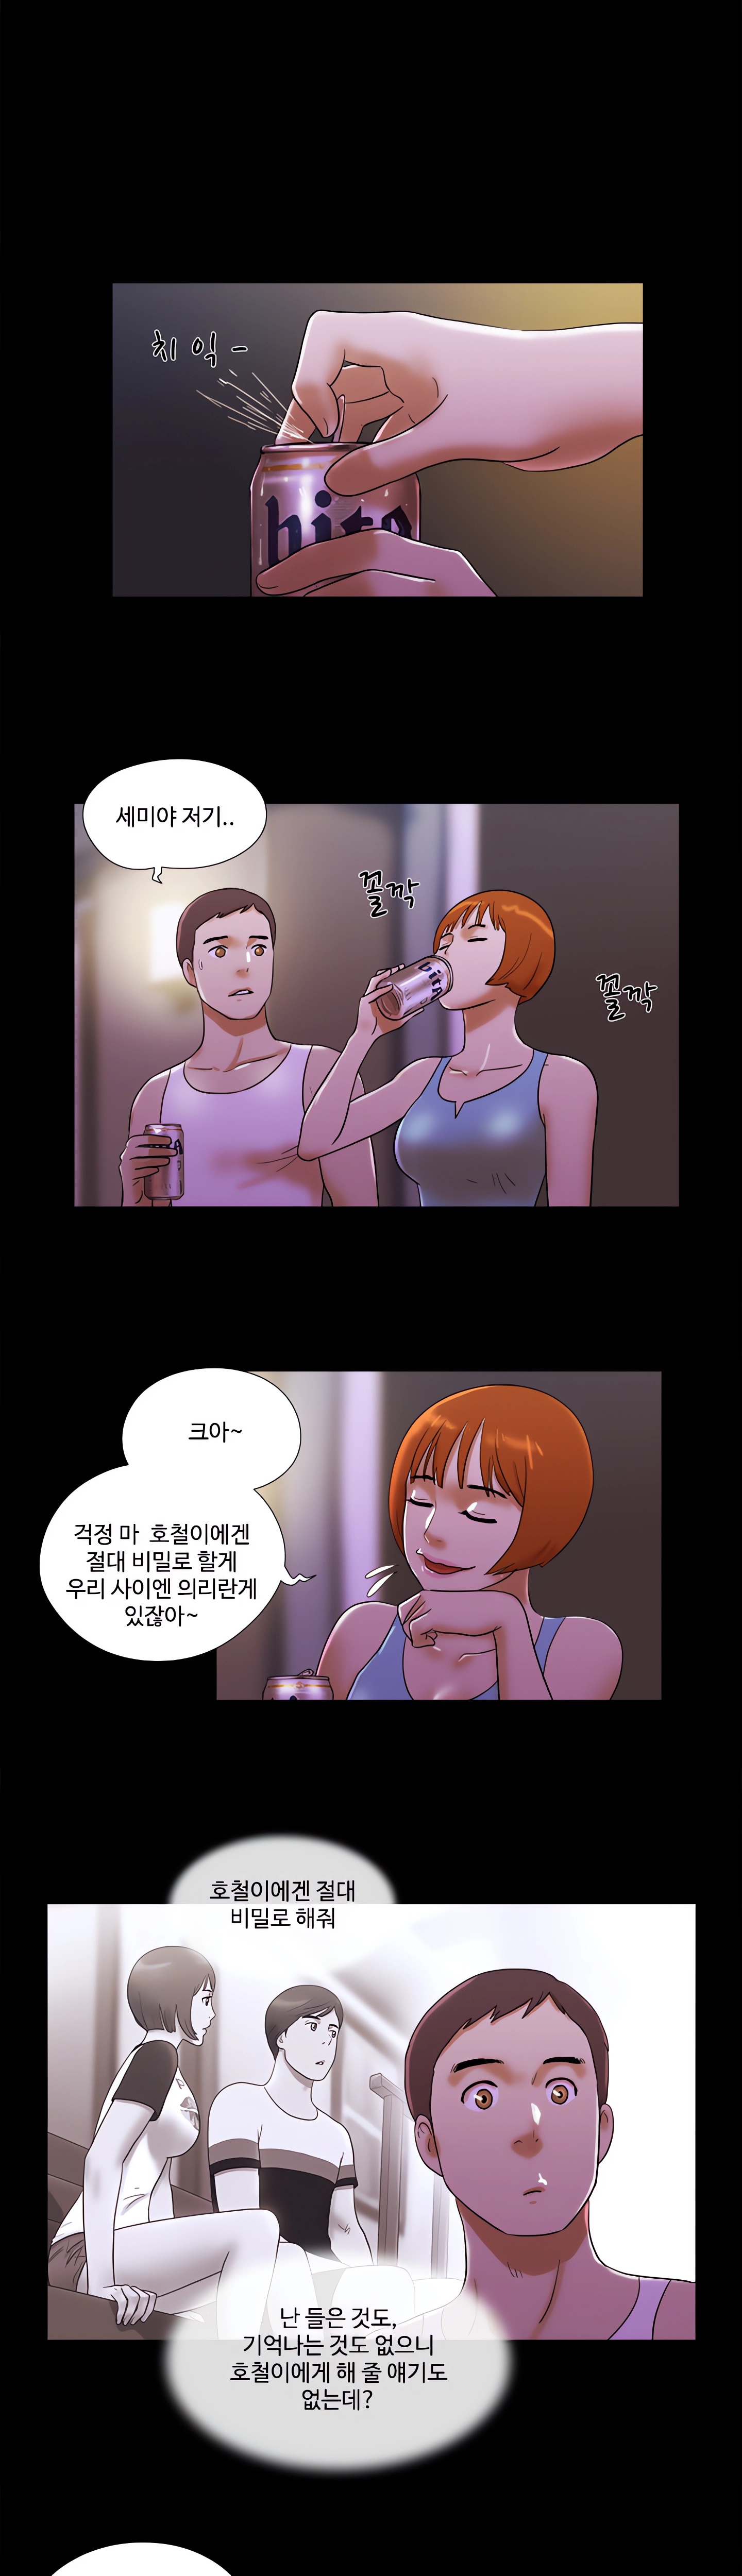 치익-
hite
세미야 저기..
꼴깍
hite
꼴깍
크아~
걱정 마 호철이에겐
절대 비밀로 할게
우리 사이엔 의리란게
있잖아~
호철이에겐 절대
비밀로 해줘
난 들은 것도,
기억나는 것도 없으니
호철이에게 해 줄 얘기도
없는데?